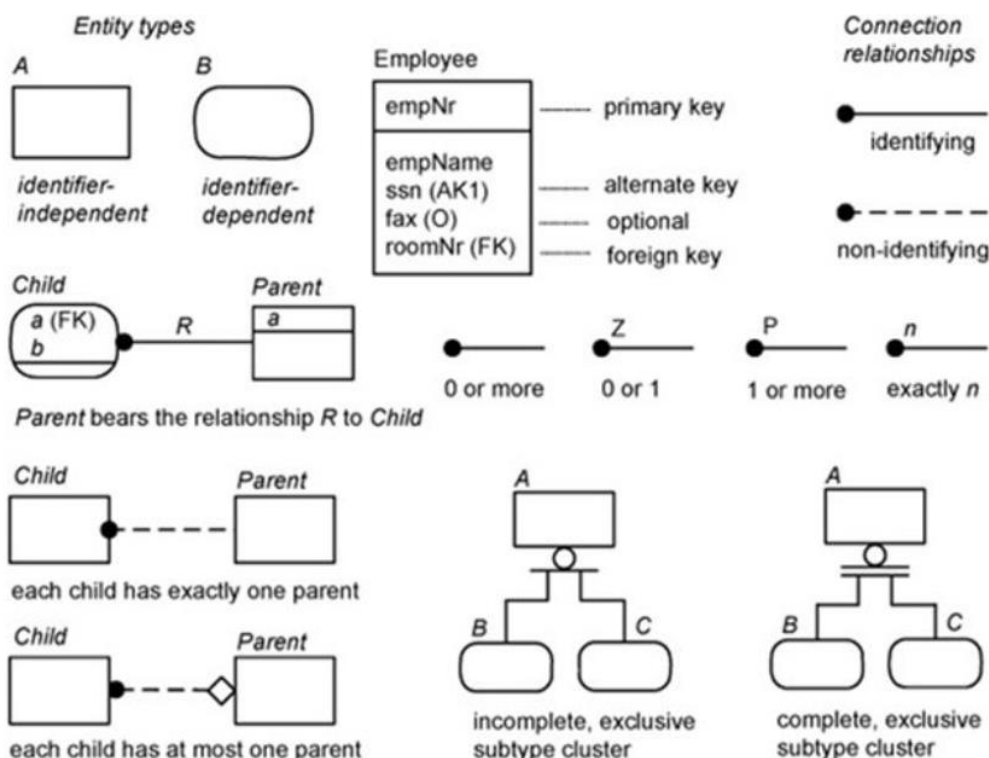 Entity types
A
B
identifier-
independent
identifier-
dependent
Employee
empNr
primary key
empName
ssn (AK1)
alternate key
fax (O)
optional
roomNr (FK)
foreign key
Connection
relationships
identifying
non-identifying
Child
Parent
a (FK)
b
R
a
Parent bears the relationship R to Child
0 or more
Z
0 or 1
P
1 or more
n
exactly n
Child
Parent
each child has exactly one parent
Child
Parent
each child has at most one parent
A
B
C
incomplete, exclusive
subtype cluster
A
B
C
complete, exclusive
subtype cluster